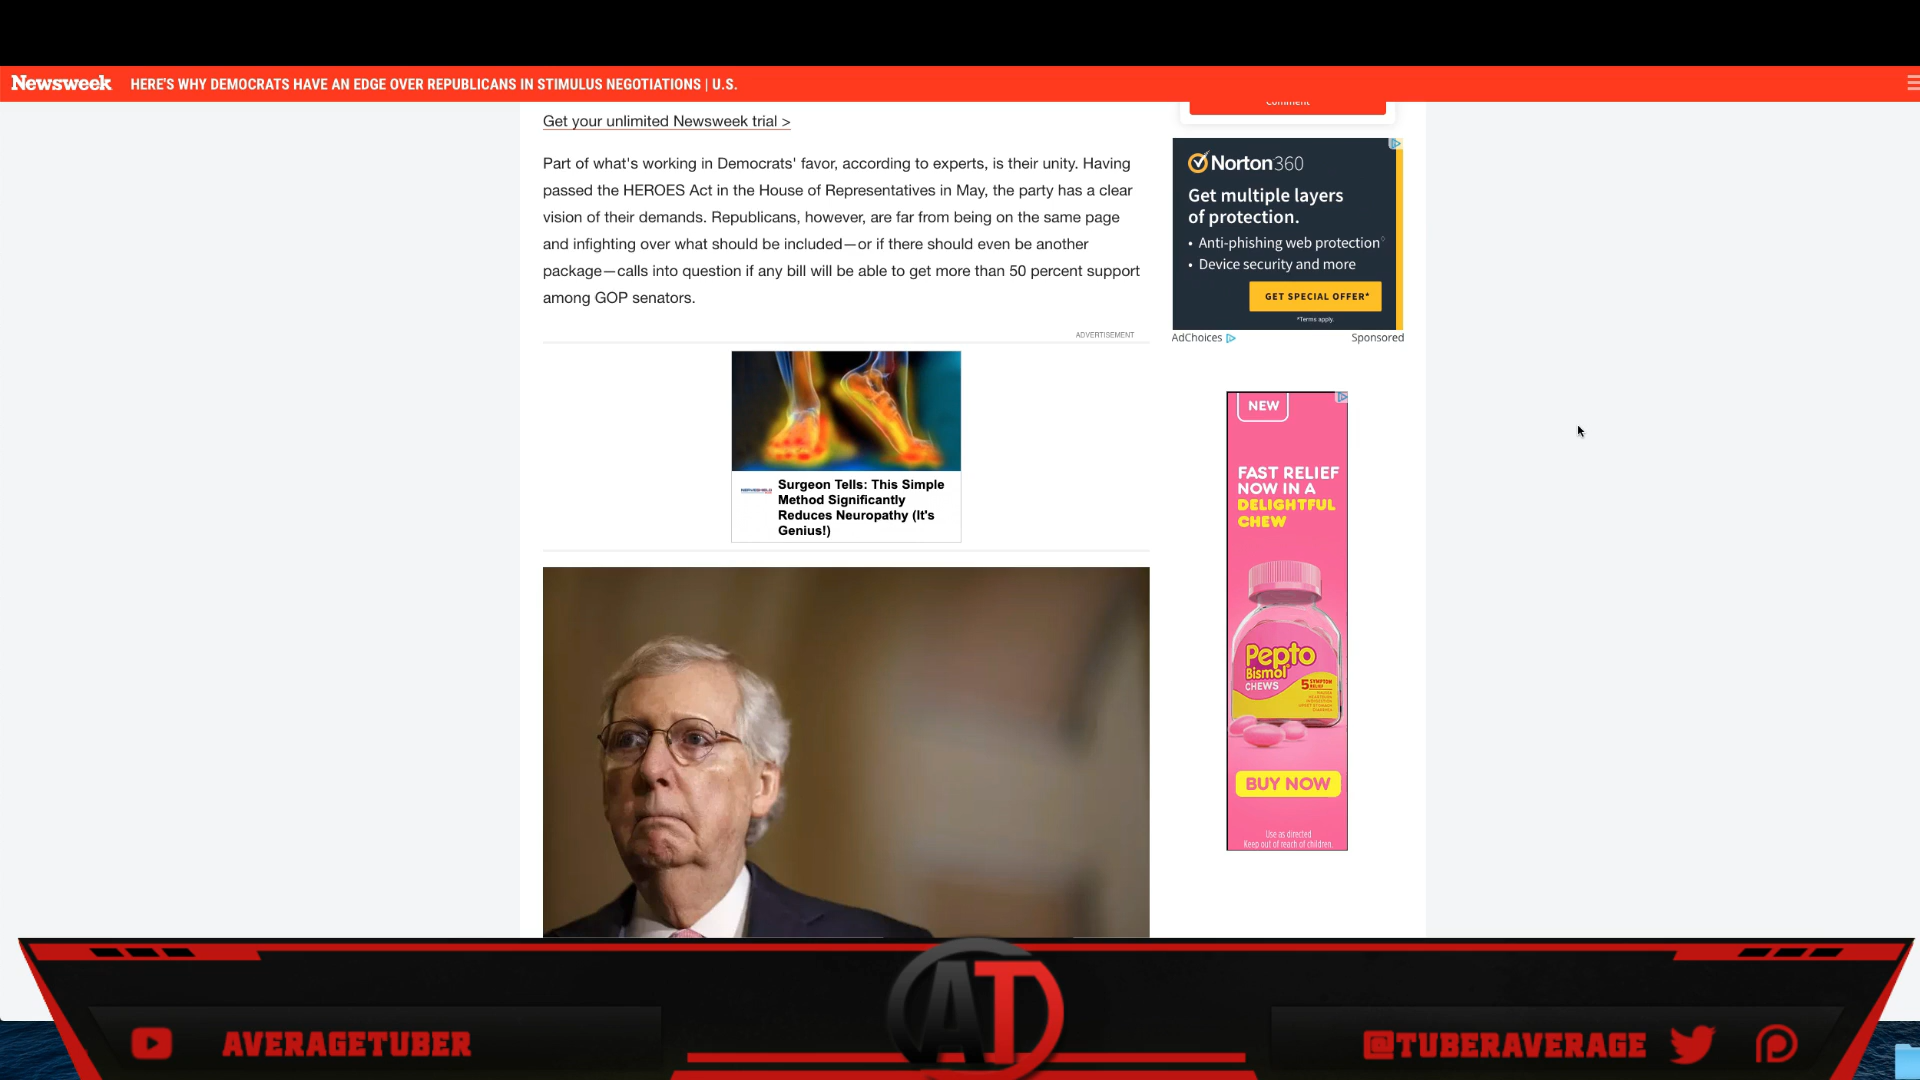 Newsweek HERE'S WHY DEMOCRATS HAVE AN EDGE OVER REPUBLICANS IN STIMULUS NEGOTIATIONS | U.S.
Comment
Get your unlimited Newsweek trial >
Part of what's working in Democrats' favor, according to experts, is their unity. Having
passed the HEROES Act in the House of Representatives in May, the party has a clear
vision of their demands. Republicans, however, are far from being on the same page
and infighting over what should be included—or if there should even be another
package—calls into question if any bill will be able to get more than 50 percent support
among GOP senators.
ADVERTISEMENT
Surgeon Tells: This Simple
Method Significantly
Reduces Neuropathy (It's
Genius!)
Norton360
Get multiple layers
of protection.
• Anti-phishing web protection
• Device security and more
GET SPECIAL OFFER*
*Terms apply.
AdChoices
Sponsored
NEW
FAST RELIEF
NOW IN A
DELIGHTFUL
CHEW
Pepto
Bismol
CHEWS
5 SYMPTOM
RELIEF
BUY NOW
Use as directed
Keep out of reach of children.
AVERAGETUBER
AT
@TUBERAVERAGE